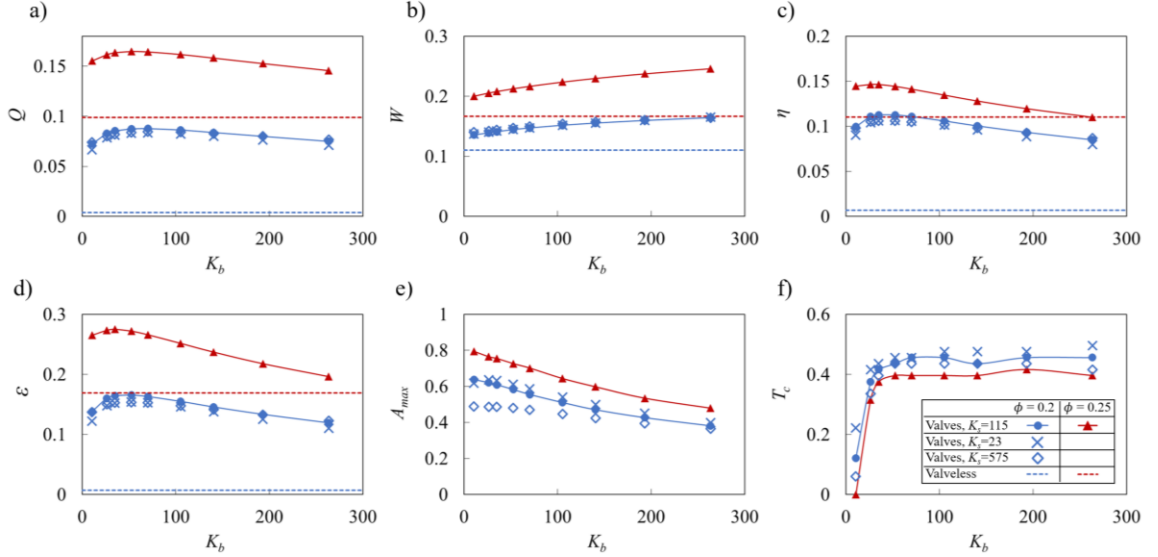 a)
0.15
0.1
0.05
0
Q
0
100
200
300
K_b
b)
0.3
0.2
0.1
0
W
0
100
200
300
K_b
c)
0.2
0.15
0.1
0.05
0
η
0
100
200
300
K_b
d)
0.3
0.2
0.1
0
ε
0
100
200
300
K_b
e)
1
0.8
0.6
0.4
0.2
0
A_max
0
100
200
300
K_b
f)
0.6
0.4
0.2
0
T_c
0
100
200
300
K_b
ϕ = 0.2 ϕ = 0.25
Valves, K_s=115
Valves, K_s=23
Valves, K_s=575
Valveless